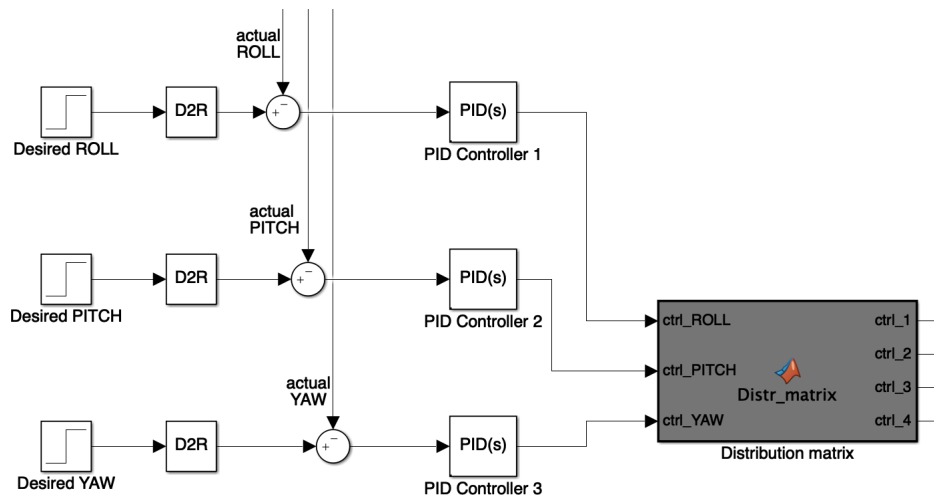 actual
ROLL
D2R
+
−
PID(s)
Desired ROLL
PID Controller 1
actual
PITCH
D2R
+
−
PID(s)
Desired PITCH
PID Controller 2
ctrl_ROLL
ctrl_1
ctrl_2
ctrl_PITCH
ctrl_3
Distr_matrix
ctrl_YAW
ctrl_4
Distribution matrix
actual
YAW
D2R
+
−
PID(s)
Desired YAW
PID Controller 3